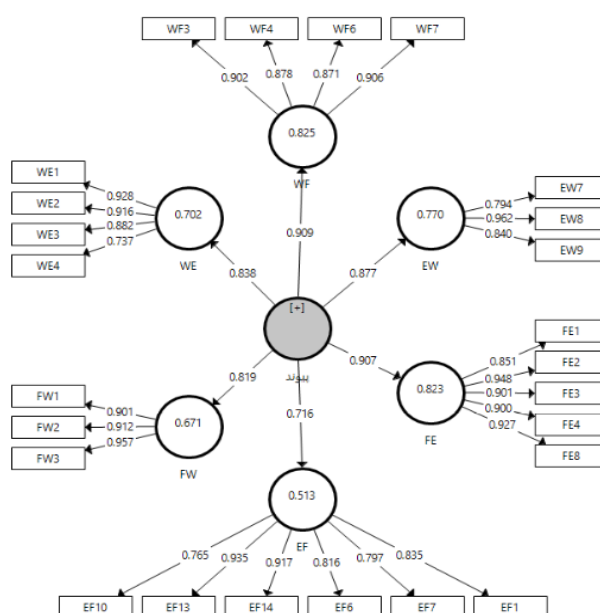 WF3 WF4 WF6 WF7
0.902 0.878 0.871 0.906
0.825
WF
WE1
WE2
WE3
WE4
0.928
0.916
0.882
0.737
0.702
WE
0.838
0.909
0.877
0.770
EW
0.794
0.962
0.840
EW7
EW8
EW9
[+]
پیوند
0.819
0.716
0.907
FW1
FW2
FW3
0.901
0.912
0.957
0.671
FW
0.823
FE
0.851
0.948
0.901
0.900
0.927
FE1
FE2
FE3
FE4
FE8
0.513
EF
0.765 0.935 0.917 0.816 0.797 0.835
EF10 EF13 EF14 EF6 EF7 EF1